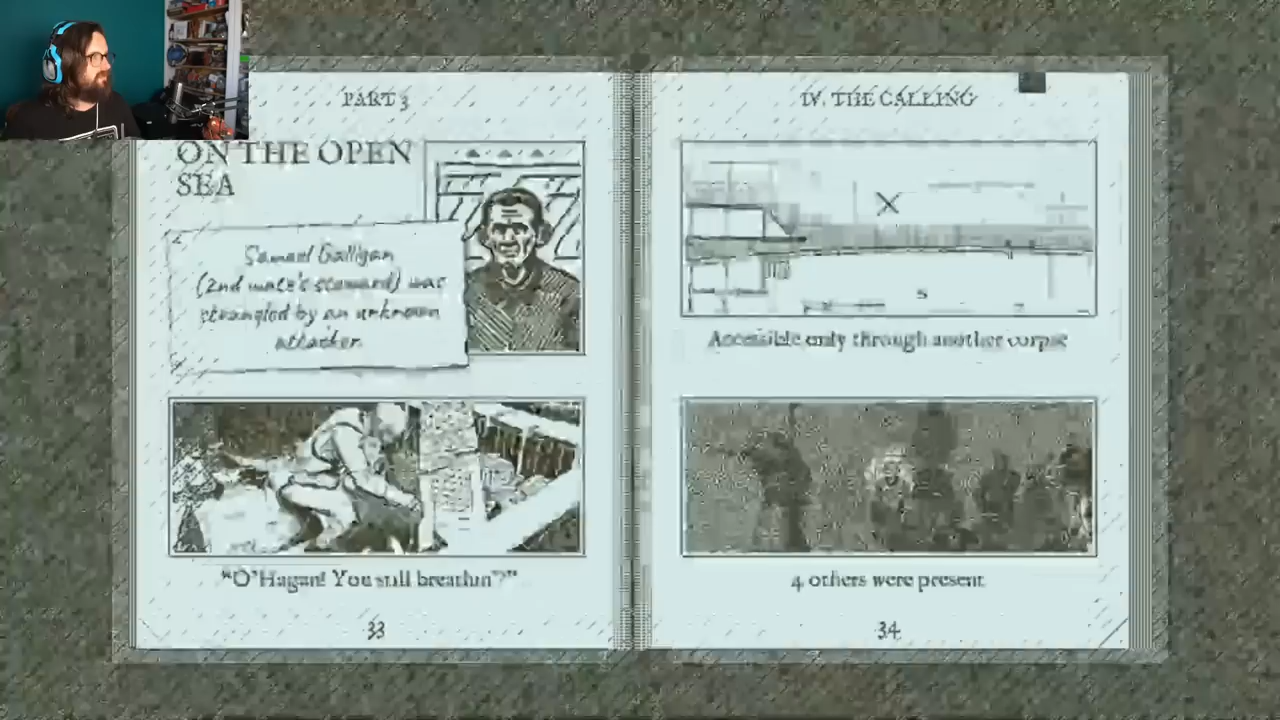 PART 3
ON THE OPEN
SEA
Samuel Galligan
(2nd mate's steward) was
strangled by an unknown
attacker.
"O'Hagan! You still breathin'?"
33
IV. THE CALLING
X
Accessible only through another corpse
4 others were present
34